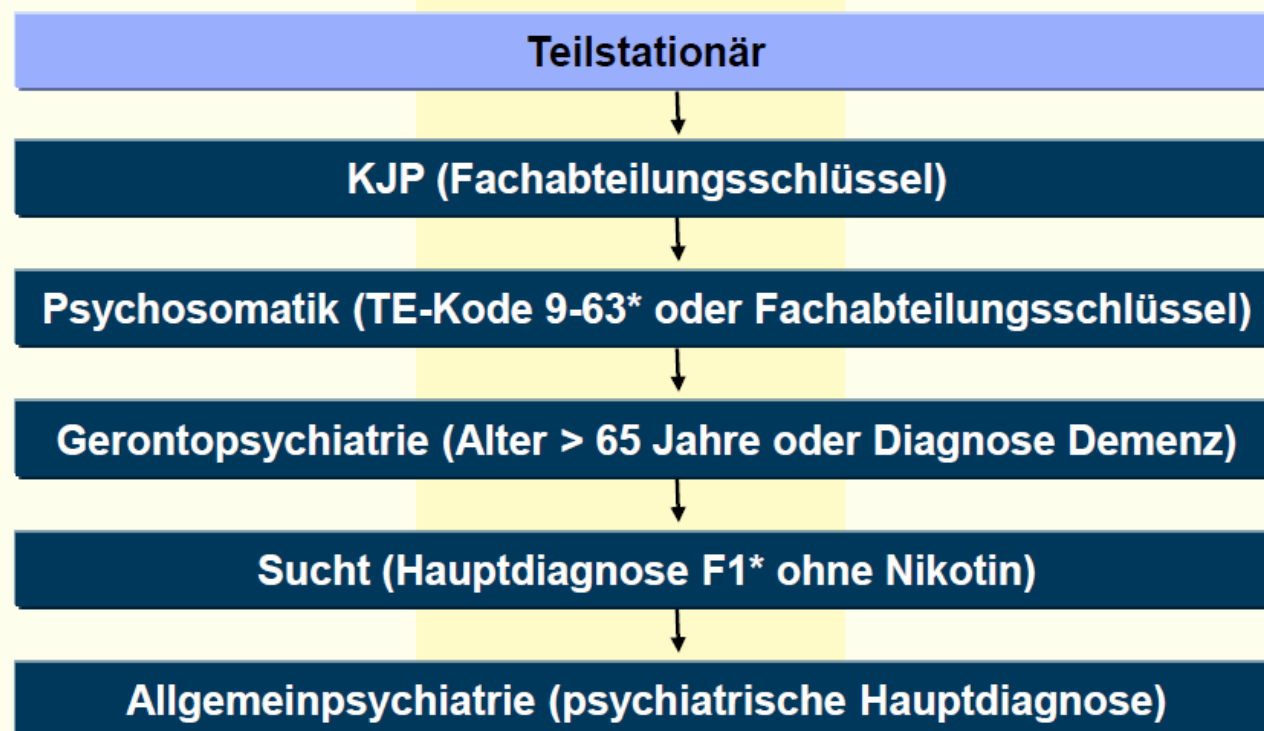 Teilstationär
KJP (Fachabteilungsschlüssel)
Psychosomatik (TE-Kode 9-63* oder Fachabteilungsschlüssel)
Gerontopsychiatrie (Alter > 65 Jahre oder Diagnose Demenz)
Sucht (Hauptdiagnose F1* ohne Nikotin)
Allgemeinpsychiatrie (psychiatrische Hauptdiagnose)